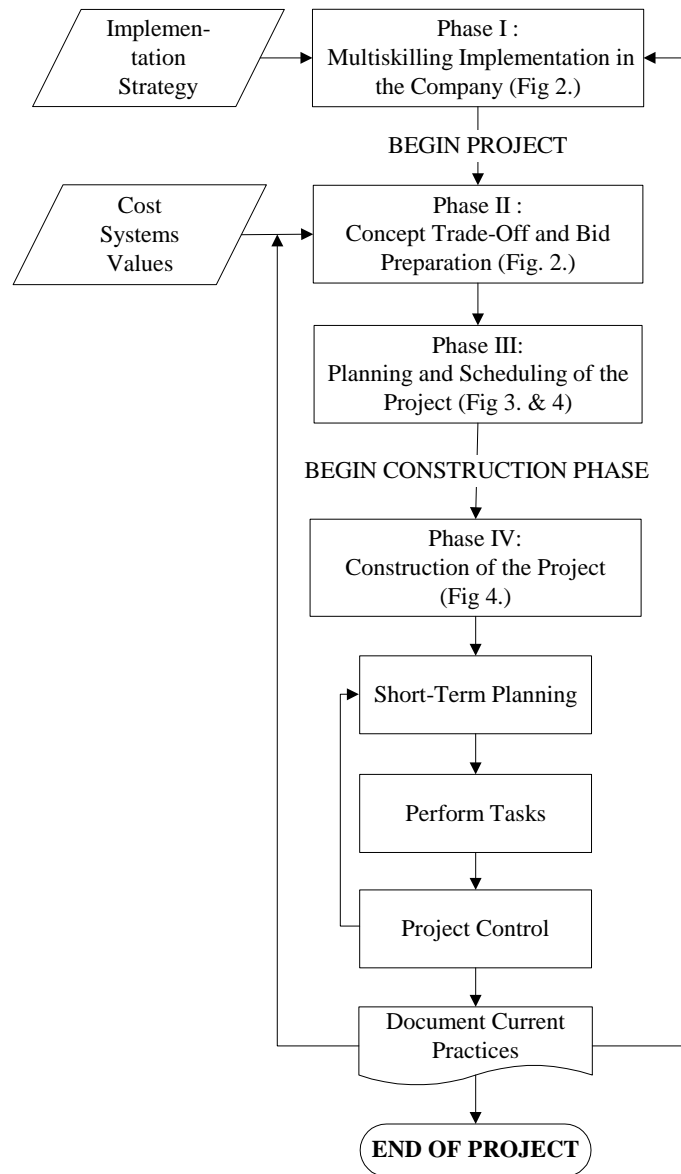 Implemen-
tation
Strategy
Phase I :
Multiskilling Implementation in
the Company (Fig 2.)
BEGIN PROJECT
Cost
Systems
Values
Phase II :
Concept Trade-Off and Bid
Preparation (Fig. 2.)
Phase III:
Planning and Scheduling of the
Project (Fig 3. & 4)
BEGIN CONSTRUCTION PHASE
Phase IV:
Construction of the Project
(Fig 4.)
Short-Term Planning
Perform Tasks
Project Control
Document Current
Practices
END OF PROJECT